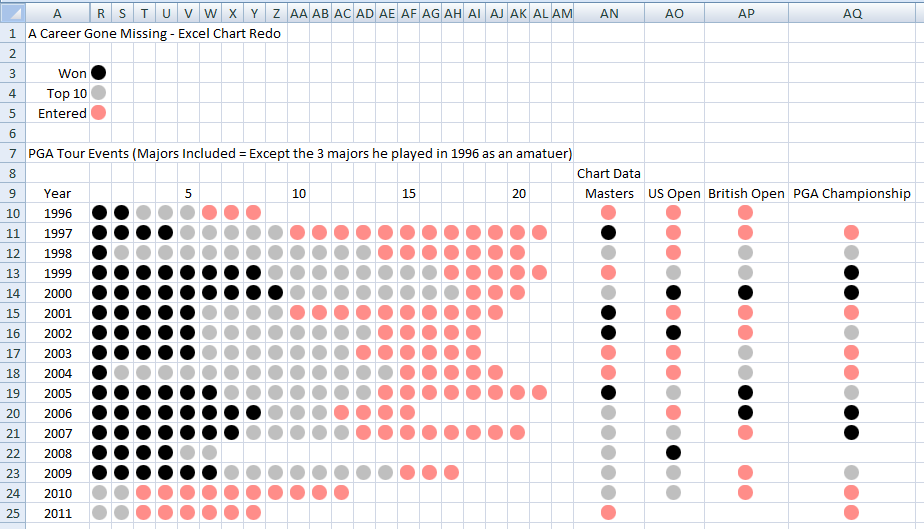 A R S T U V W X Y Z AA AB AC AD AE AF AG AH AI AJ AK AL AM AN AO AP AQ
1 A Career Gone Missing - Excel Chart Redo
2
3 Won
4 Top 10
5 Entered
6
7 PGA Tour Events (Majors Included = Except the 3 majors he played in 1996 as an amatuer)
8 Chart Data
9 Year 5 10 15 20 Masters US Open British Open PGA Championship
10 1996
11 1997
12 1998
13 1999
14 2000
15 2001
16 2002
17 2003
18 2004
19 2005
20 2006
21 2007
22 2008
23 2009
24 2010
25 2011